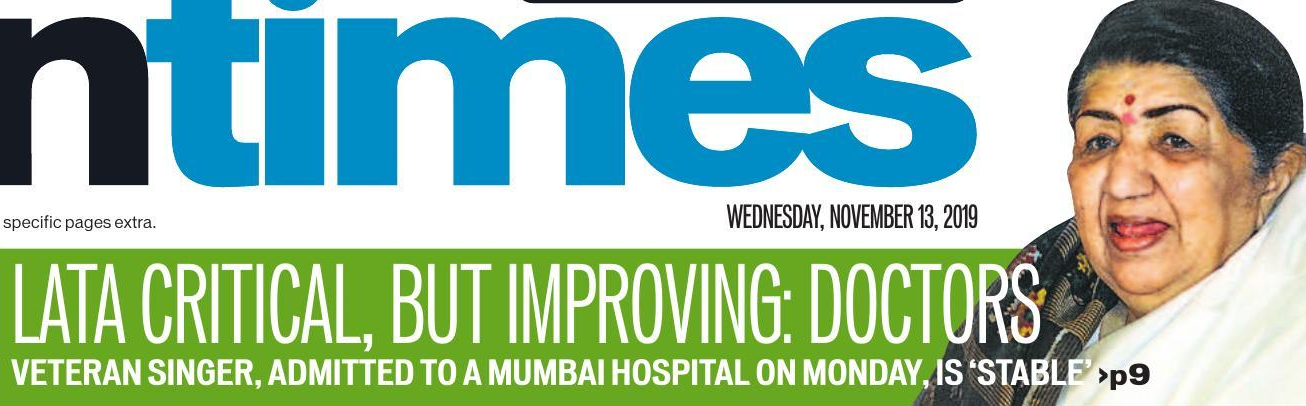 ntimes
specific pages extra.
WEDNESDAY, NOVEMBER 13, 2019
LATA CRITICAL, BUT IMPROVING: DOCTORS
VETERAN SINGER, ADMITTED TO A MUMBAI HOSPITAL ON MONDAY, IS ‘STABLE’ ›p9